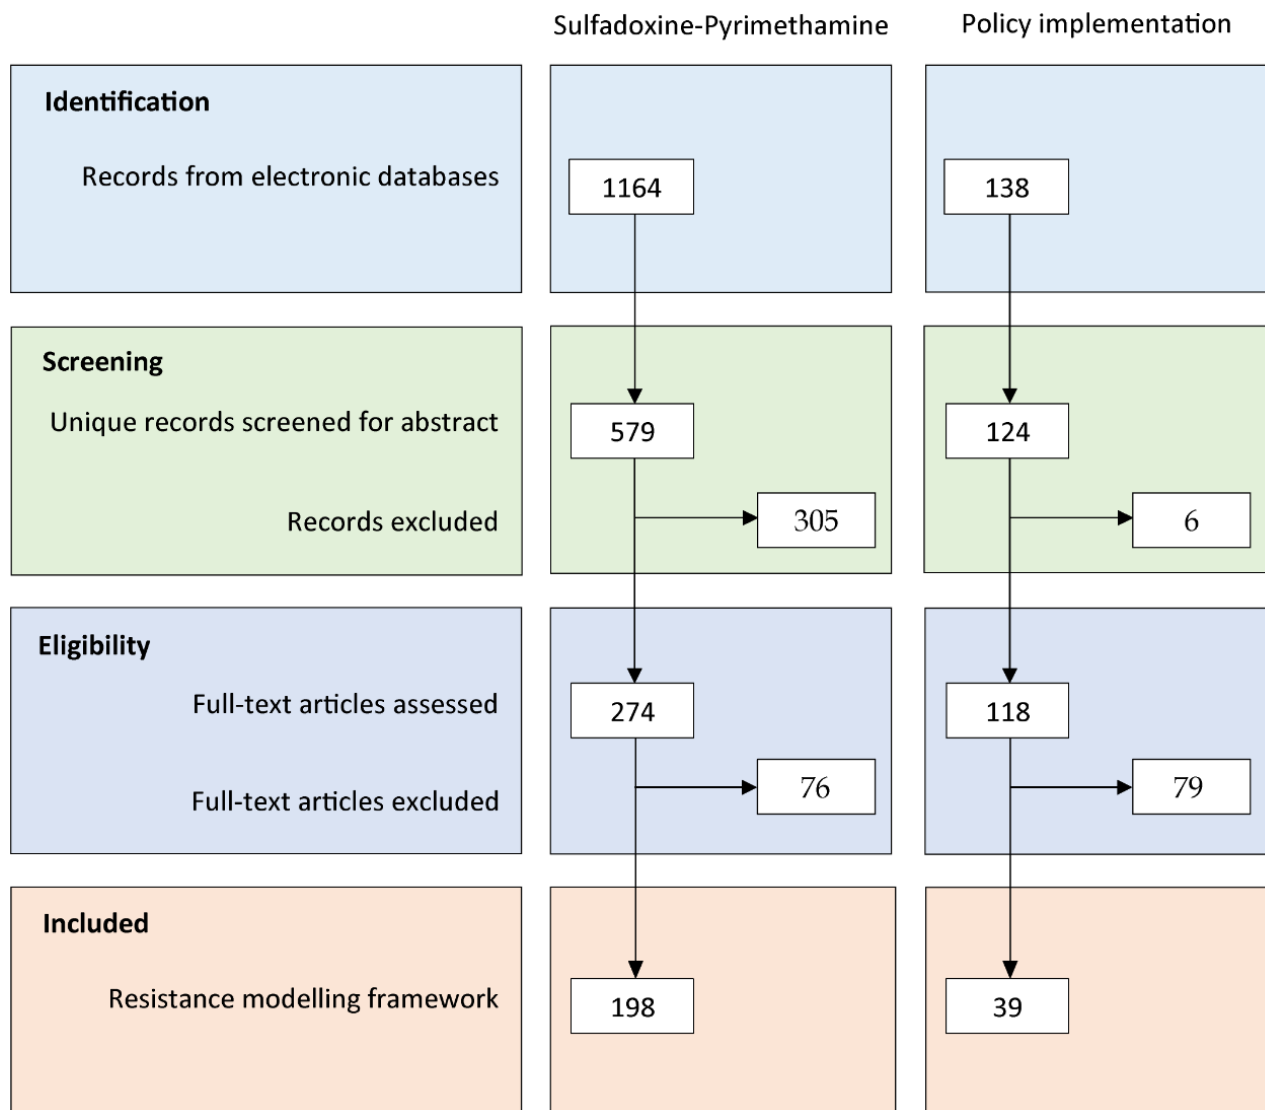 Sulfadoxine-Pyrimethamine
Policy implementation
Identification
Records from electronic databases
1164
138
Screening
Unique records screened for abstract
579
124
Records excluded
305
6
Eligibility
Full-text articles assessed
274
118
Full-text articles excluded
76
79
Included
Resistance modelling framework
198
39